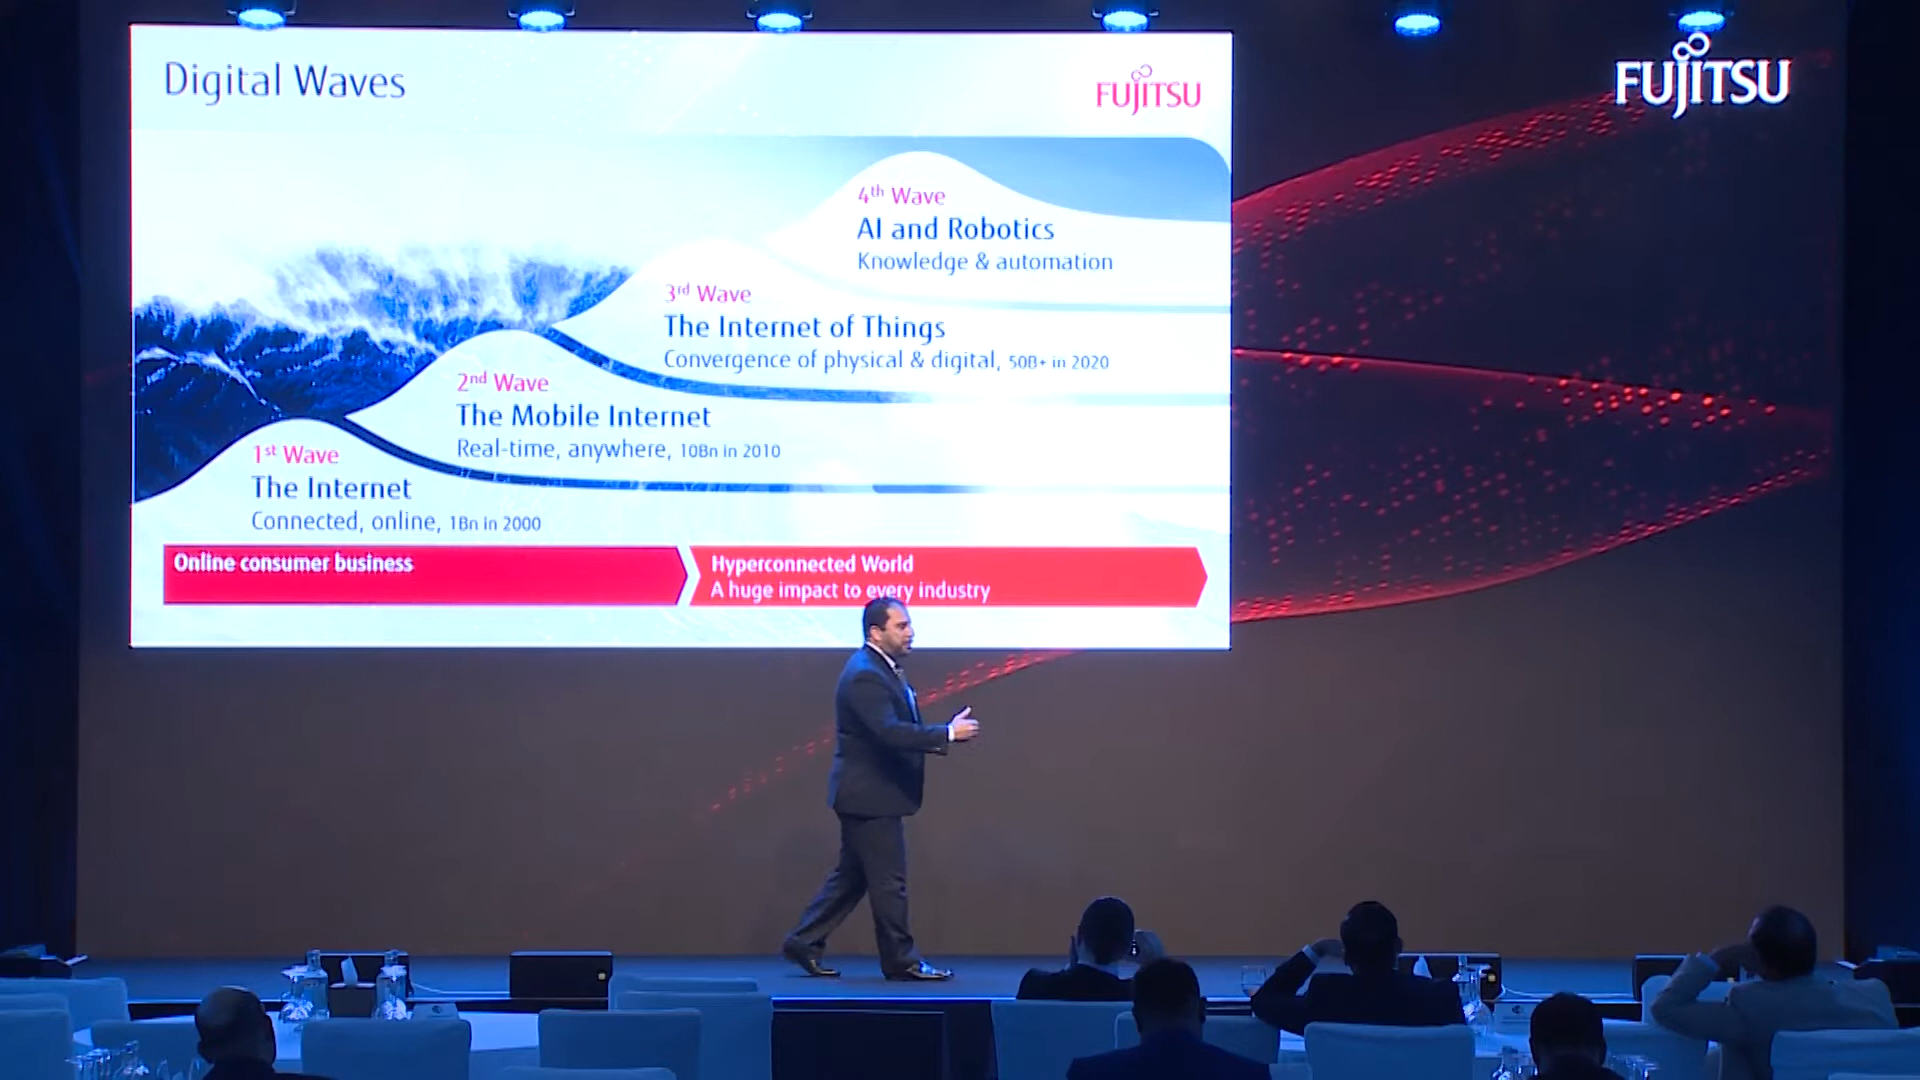 Digital Waves
FUJITSU
FUJITSU
4th Wave
AI and Robotics
Knowledge & automation
3rd Wave
The Internet of Things
Convergence of physical & digital, 50B+ in 2020
2nd Wave
The Mobile Internet
Real-time, anywhere, 10Bn in 2010
1st Wave
The Internet
Connected, online, 1Bn in 2000
Online consumer business
Hyperconnected World
A huge impact to every industry